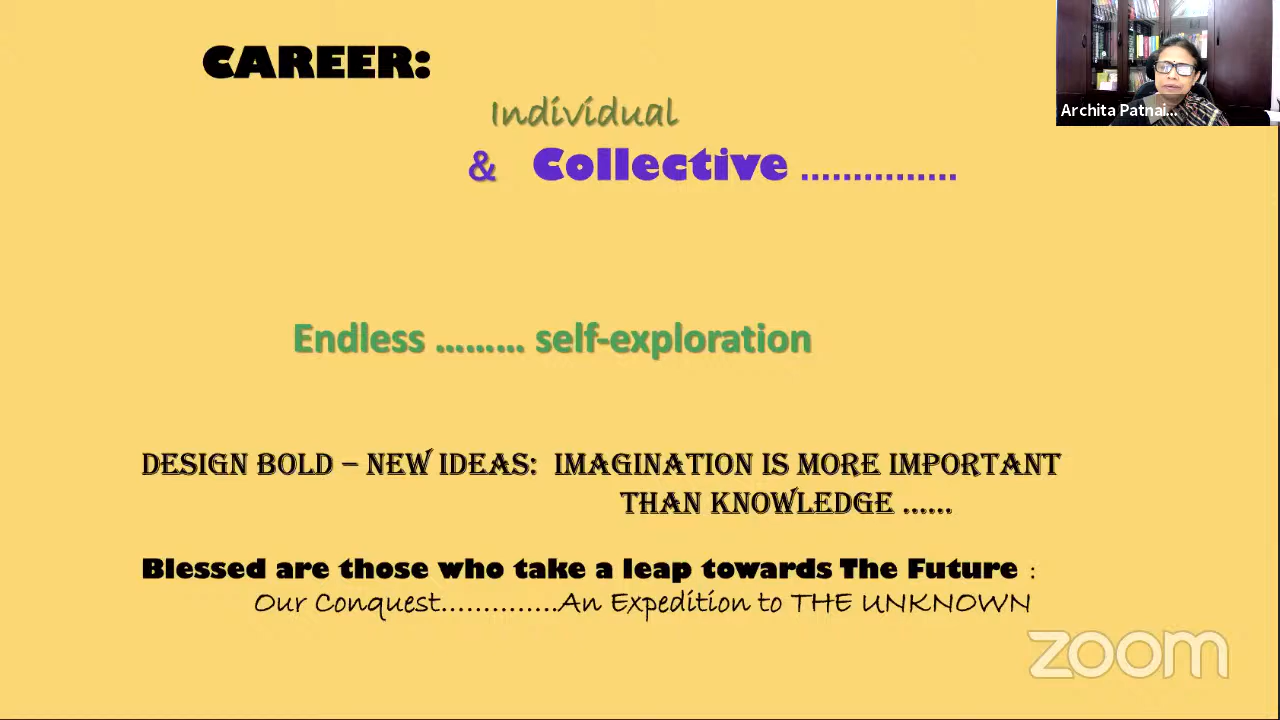 CAREER:
Individual
& Collective ...............
Archita Patnai...
Endless ......... self-exploration
DESIGN BOLD – NEW IDEAS: IMAGINATION IS MORE IMPORTANT
THAN KNOWLEDGE ......
Blessed are those who take a leap towards The Future :
Our Conquest..............An Expedition to THE UNKNOWN
zoom